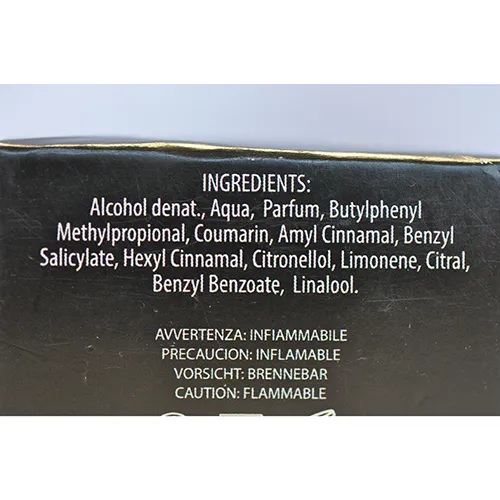 INGREDIENTS:
Alcohol denat., Aqua, Parfum, Butylphenyl
Methylpropional, Coumarin, Amyl Cinnamal, Benzyl
Salicylate, Hexyl Cinnamal, Citronellol, Limonene, Citral,
Benzyl Benzoate, Linalool.
AVVERTENZA: INFIAMMABILE
PRECAUCION: INFLAMABLE
VORSICHT: BRENNEBAR
CAUTION: FLAMMABLE